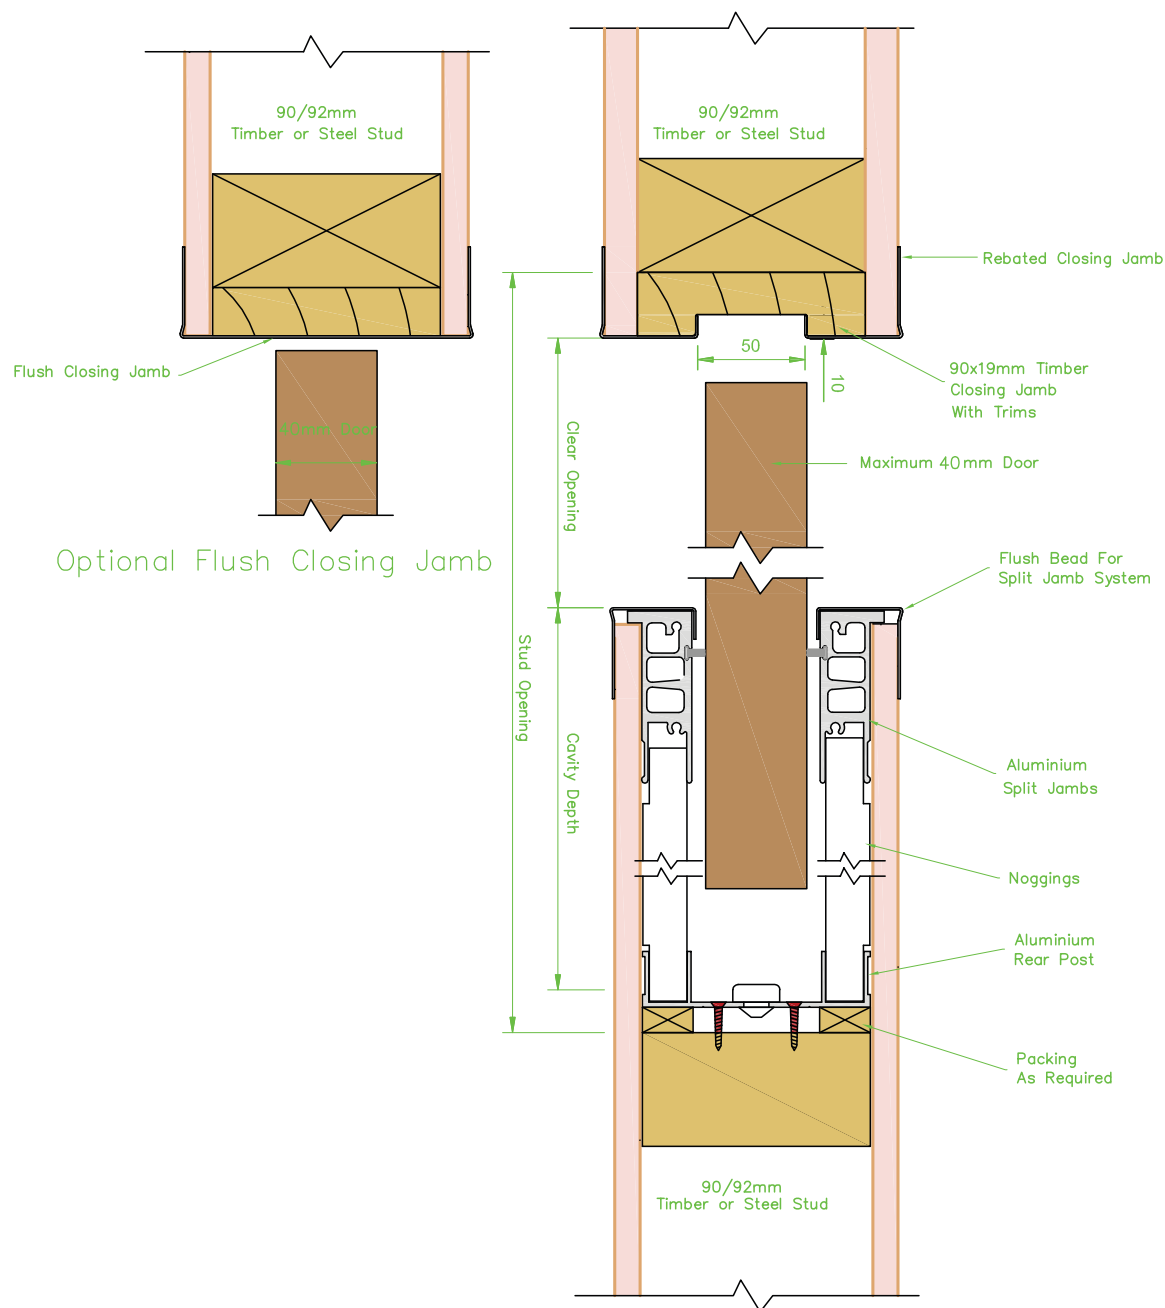 90/92mm
Timber or Steel Stud
90/92mm
Timber or Steel Stud
Rebated Closing Jamb
Flush Closing Jamb
50
10
90x19mm Timber
Closing Jamb
With Trims
40mm Door
Clear Opening
Maximum 40mm Door
Optional Flush Closing Jamb
Flush Bead For
Split Jamb System
Stud Opening
Cavity Depth
Aluminium
Split Jambs
Noggings
Aluminium
Rear Post
Packing
As Required
90/92mm
Timber or Steel Stud